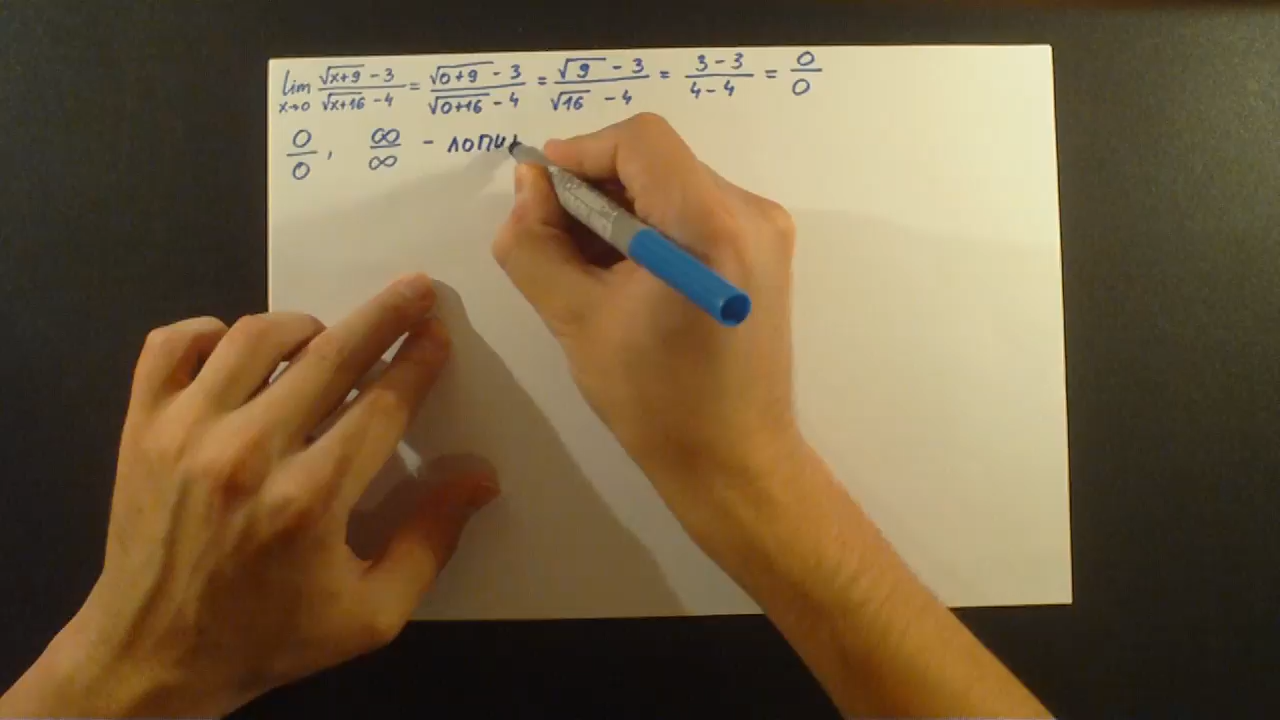 lim x→0 (√(x+9) - 3)/(√(x+16) - 4) = (√(0+9) - 3)/(√(0+16) - 4) = (√9 - 3)/(√16 - 4) = (3-3)/(4-4) = 0/0
0/0, ∞/∞ - лопи